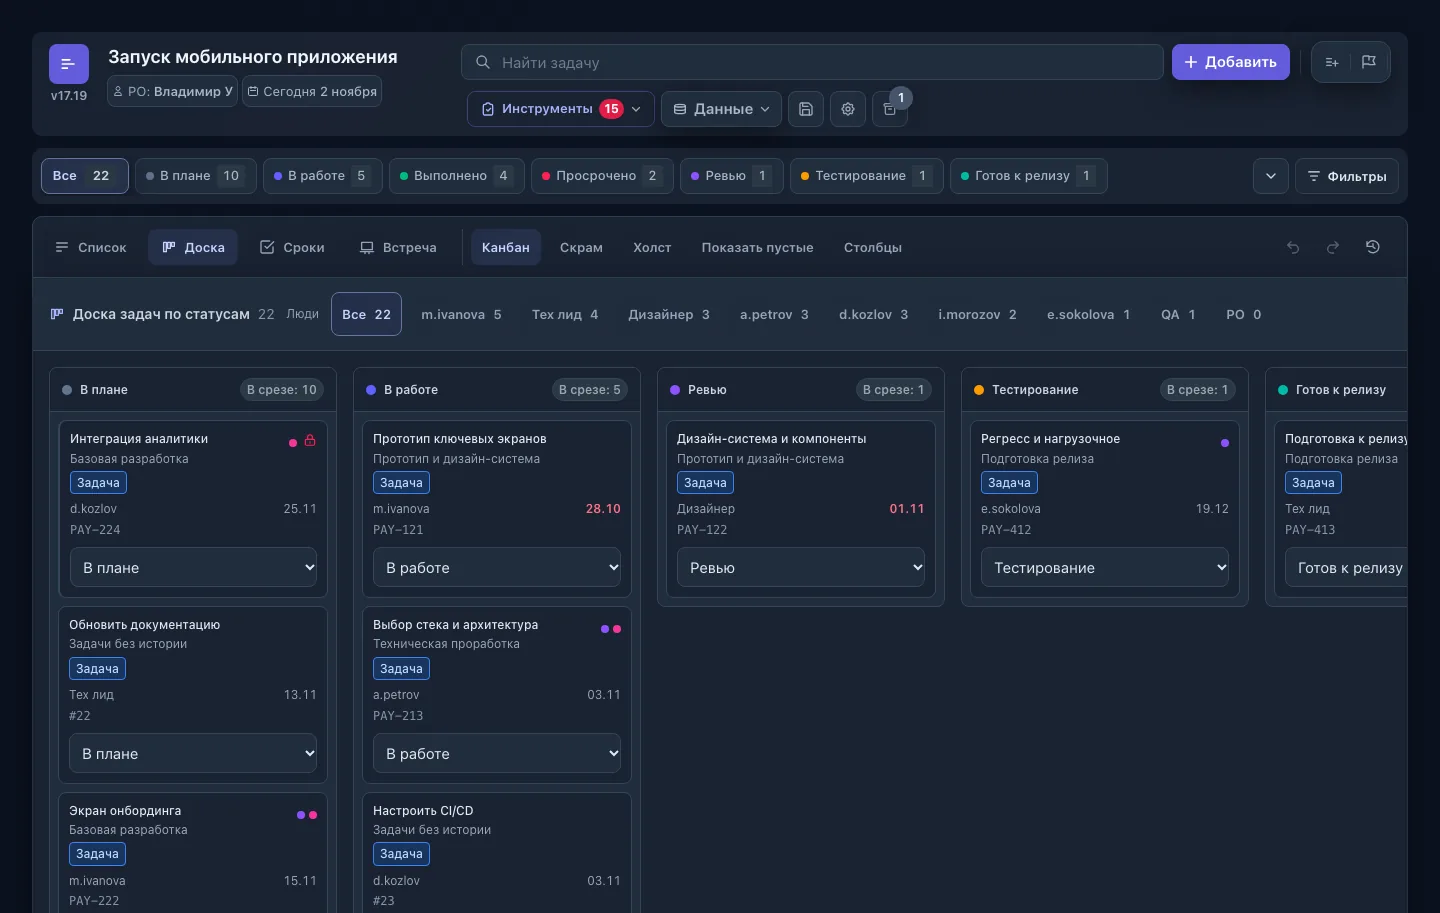 Запуск мобильного приложения
v17.19
PO: Владимир У
Сегодня 2 ноября
Найти задачу
Добавить
Инструменты 15
Данные
1
Все 22
В плане 10
В работе 5
Выполнено 4
Просрочено 2
Ревью 1
Тестирование 1
Готов к релизу 1
Фильтры
Список
Доска
Сроки
Встреча
Канбан
Скрам
Холст
Показать пустые
Столбцы
Доска задач по статусам 22
Люди
Все 22
m.ivanova 5
Тех лид 4
Дизайнер 3
a.petrov 3
d.kozlov 3
i.morozov 2
e.sokolova 1
QA 1
PO 0
В плане
В срезе: 10
Интеграция аналитики
Базовая разработка
Задача
d.kozlov 25.11
PAY-224
В плане
Обновить документацию
Задачи без истории
Задача
Тех лид 13.11
#22
В плане
Экран онбординга
Базовая разработка
Задача
m.ivanova 15.11
PAY-222
В работе
В срезе: 5
Прототип ключевых экранов
Прототип и дизайн-система
Задача
m.ivanova 28.10
PAY-121
В работе
Выбор стека и архитектура
Техническая проработка
Задача
a.petrov 03.11
PAY-213
В работе
Настроить CI/CD
Задачи без истории
Задача
d.kozlov 03.11
#23
Ревью
В срезе: 1
Дизайн-система и компоненты
Прототип и дизайн-система
Задача
Дизайнер 01.11
PAY-122
Ревью
Тестирование
В срезе: 1
Регресс и нагрузочное
Подготовка релиза
Задача
e.sokolova 19.12
PAY-412
Тестирование
Готов к релизу
Подготовка к релизу
Подготовка релиза
Задача
Тех лид
PAY-413
Готов к релизу